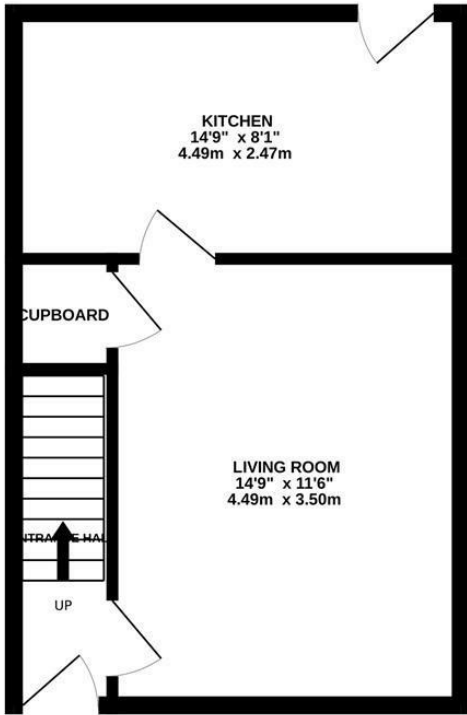 KITCHEN
14'9" x 8'1"
4.49m x 2.47m
CUPBOARD
LIVING ROOM
14'9" x 11'6"
4.49m x 3.50m
UP